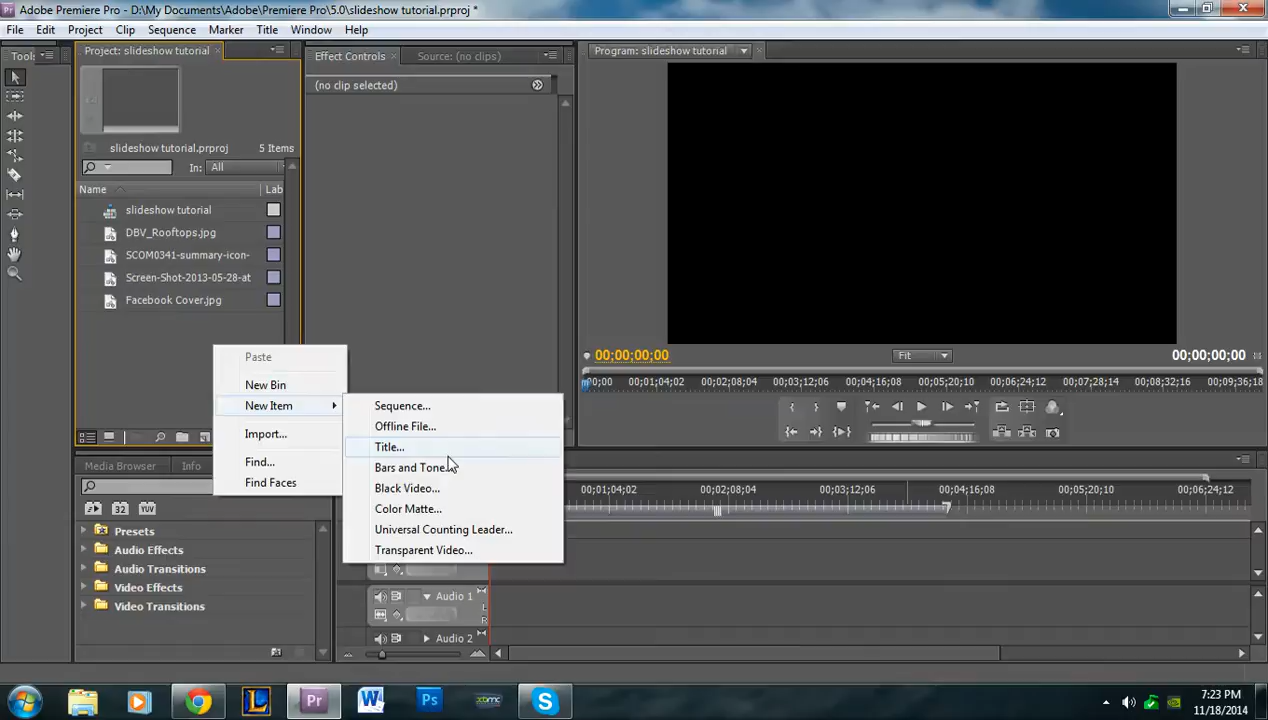 Adobe Premiere Pro - D:\My Documents\Adobe\Premiere Pro\5.0\slideshow tutorial.prproj *
File Edit Project Clip Sequence Marker Title Window Help
Tools
Project: slideshow tutorial
Effect Controls
Source: (no clips)
Program: slideshow tutorial
(no clip selected)
slideshow tutorial.prproj 5 Items
In: All
Name Lab
slideshow tutorial
DBV_Rooftops.jpg
SCOM0341-summary-icon-
Screen-Shot-2013-05-28-at
Facebook Cover.jpg
Paste
New Bin
New Item
Import...
Find...
Find Faces
Sequence...
Offline File...
Title...
Bars and Tone...
Black Video...
Color Matte...
Universal Counting Leader...
Transparent Video...
00;00;00;00 Fit 00;00;00;00
;00;00 00;01;04;02 00;02;08;04 00;03;12;06 00;04;16;08 00;05;20;10 00;06;24;12 00;07;28;14 00;08;32;16 00;09;36;18
Media Browser Info
32 YUV
Presets
Audio Effects
Audio Transitions
Video Effects
Video Transitions
00;01;04;02 00;02;08;04 00;03;12;06 00;04;16;08 00;05;20;10 00;06;24;12
Audio 1
L
R
Audio 2
Pr W Ps xbmc S
7:23 PM
11/18/2014